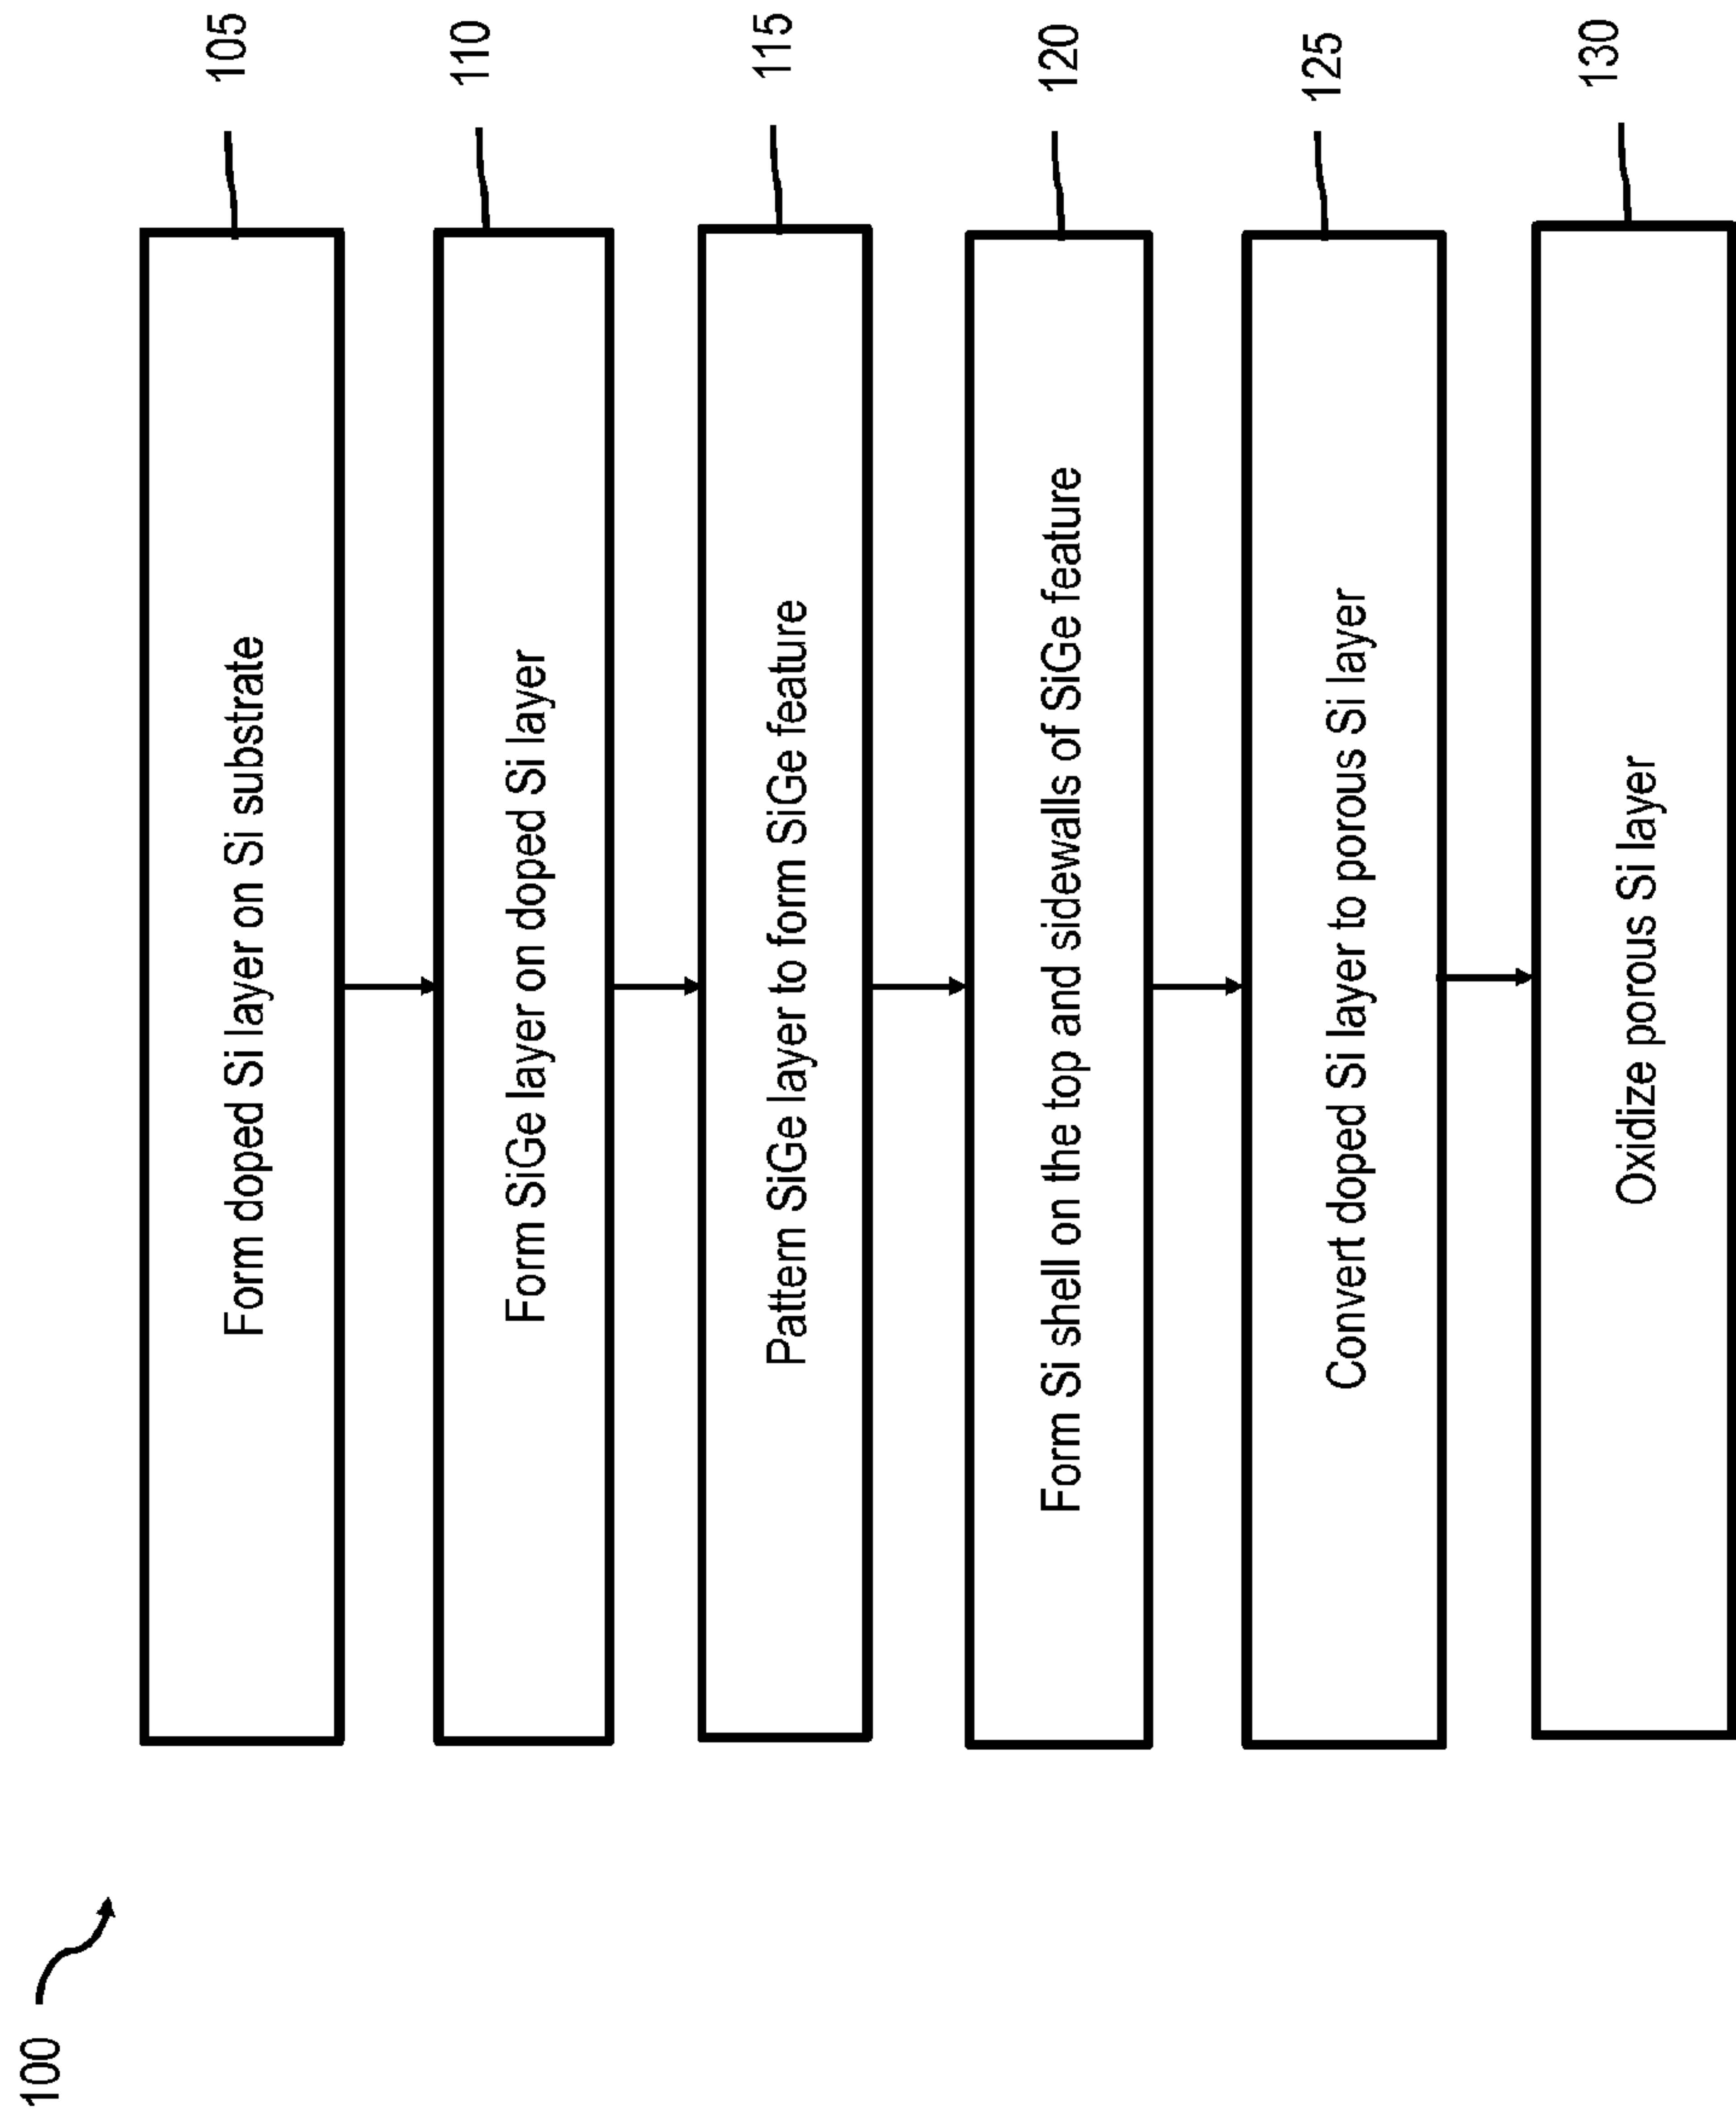 100
Form doped Si layer on Si substrate
105
Form SiGe layer on doped Si layer
110
Pattern SiGe layer to form SiGe feature
115
Form Si shell on the top and sidewalls of SiGe feature
120
Convert doped Si layer to porous Si layer
125
Oxidize porous Si layer
130